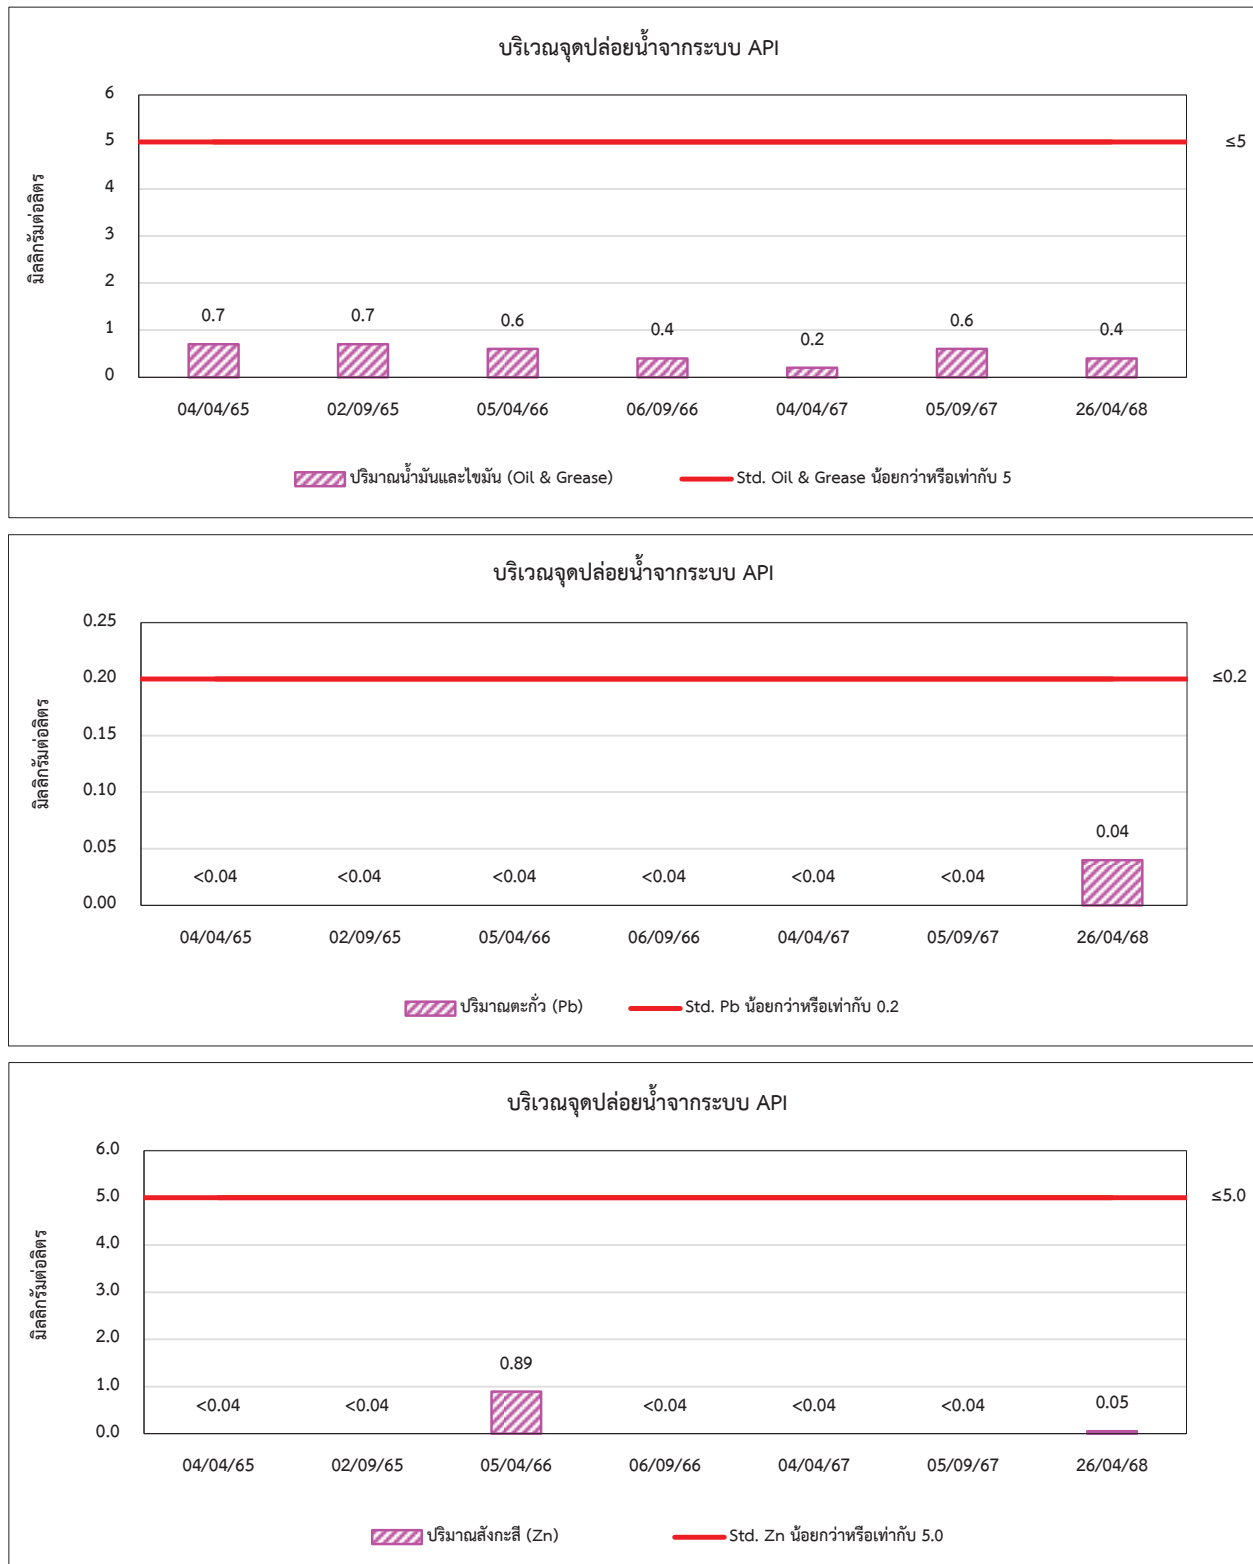 บริเวณจุดปล่อยน้ำจากระบบ API
6
5
4
3
2
1
0
มิลลิกรัมต่อลิตร
≤5
0.7 0.7 0.6 0.4 0.2 0.6 0.4
04/04/65 02/09/65 05/04/66 06/09/66 04/04/67 05/09/67 26/04/68
ปริมาณน้ำมันและไขมัน (Oil & Grease) Std. Oil & Grease น้อยกว่าหรือเท่ากับ 5
บริเวณจุดปล่อยน้ำจากระบบ API
0.25
0.20
0.15
0.10
0.05
0.00
มิลลิกรัมต่อลิตร
≤0.2
<0.04 <0.04 <0.04 <0.04 <0.04 <0.04 0.04
04/04/65 02/09/65 05/04/66 06/09/66 04/04/67 05/09/67 26/04/68
ปริมาณตะกั่ว (Pb) Std. Pb น้อยกว่าหรือเท่ากับ 0.2
บริเวณจุดปล่อยน้ำจากระบบ API
6.0
5.0
4.0
3.0
2.0
1.0
0.0
มิลลิกรัมต่อลิตร
≤5.0
<0.04 <0.04 0.89 <0.04 <0.04 <0.04 0.05
04/04/65 02/09/65 05/04/66 06/09/66 04/04/67 05/09/67 26/04/68
ปริมาณสังกะสี (Zn) Std. Zn น้อยกว่าหรือเท่ากับ 5.0